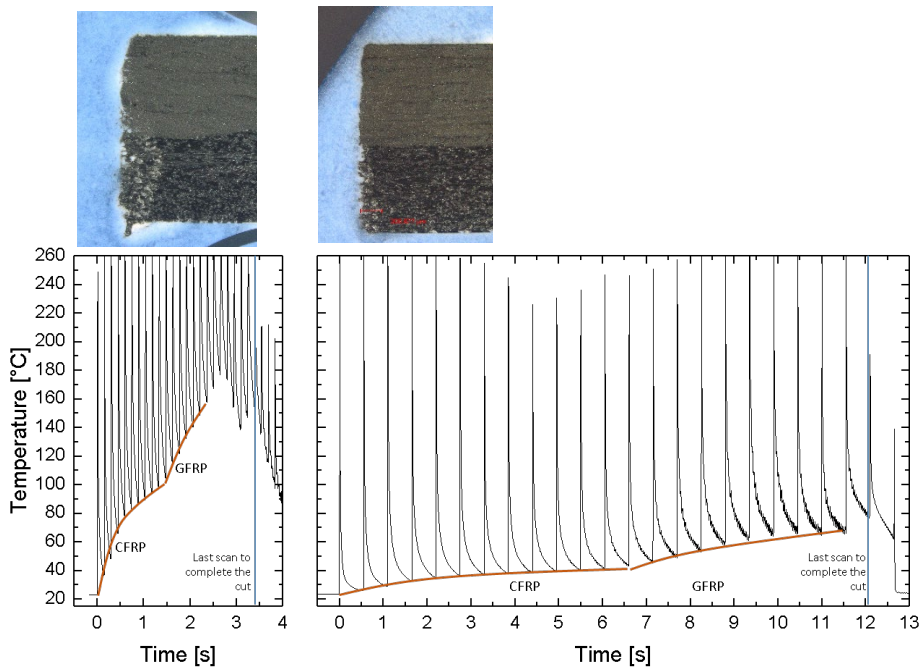 260
240
220
200
180
160
140
120
100
80
60
40
20
Temperature [°C]
GFRP
CFRP
Last scan to
complete the
cut
0 1 2 3 4
Time [s]
CFRP
GFRP
Last scan to
complete the
cut
0 1 2 3 4 5 6 7 8 9 10 11 12 13
Time [s]